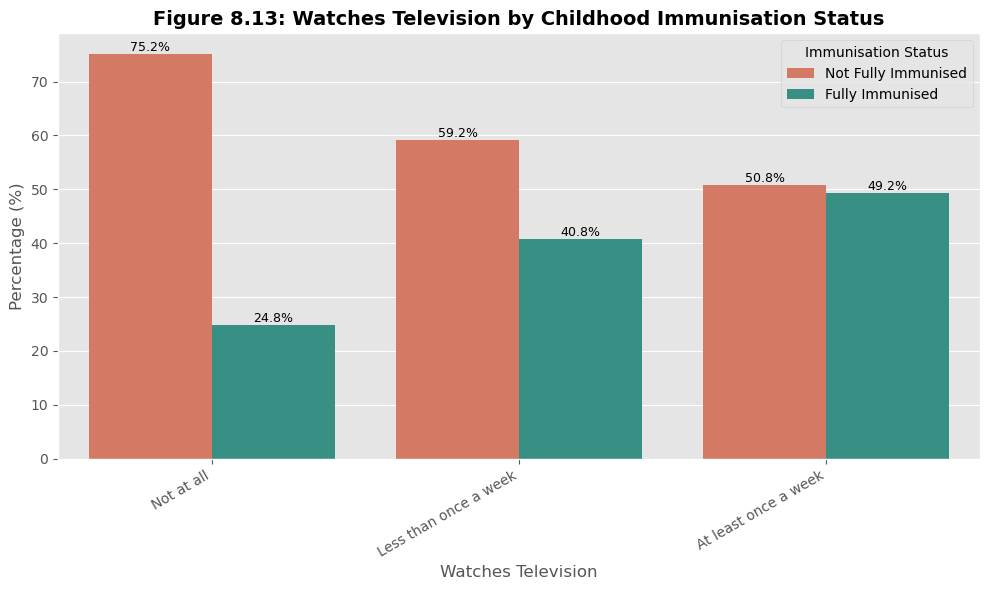 Figure 8.13: Watches Television by Childhood Immunisation Status
Immunisation Status
Not Fully Immunised
Fully Immunised
Percentage (%)
70
60
50
40
30
20
10
0
75.2%
24.8%
59.2%
40.8%
50.8%
49.2%
Not at all
Less than once a week
At least once a week
Watches Television